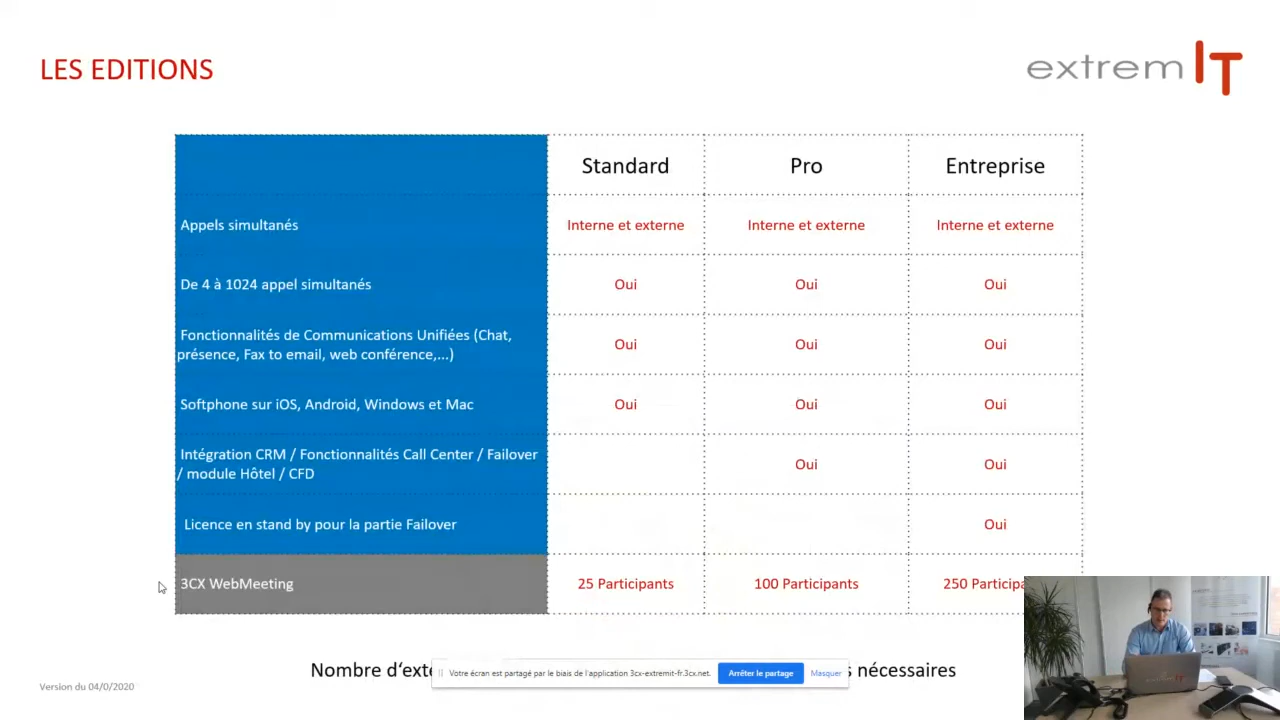 LES EDITIONS
extremIT
Standard
Pro
Entreprise
Appels simultanés
Interne et externe
Interne et externe
Interne et externe
De 4 à 1024 appel simultanés
Oui
Oui
Oui
Fonctionnalités de Communications Unifiées (Chat,
présence, Fax to email, web conférence,...)
Oui
Oui
Oui
Softphone sur iOS, Android, Windows et Mac
Oui
Oui
Oui
Intégration CRM / Fonctionnalités Call Center / Failover
/ module Hôtel / CFD
Oui
Oui
Licence en stand by pour la partie Failover
Oui
3CX WebMeeting
25 Participants
100 Participants
250
Nombre nécessaires
Votre écran est partagé par le biais de l'application 3cx-extremit-fr.3cx.net.
Arrêter le partage
Masquer
Version du 04/0/2020